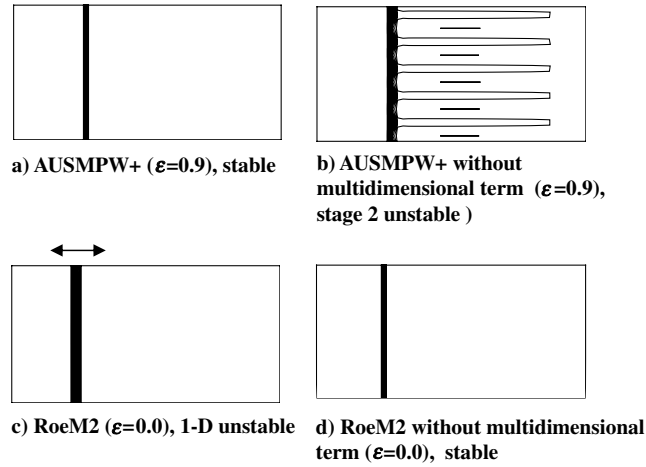 a) AUSMPW+ (ε=0.9), stable
b) AUSMPW+ without
multidimensional term (ε=0.9),
stage 2 unstable )
c) RoeM2 (ε=0.0), 1-D unstable
d) RoeM2 without multidimensional
term (ε=0.0), stable